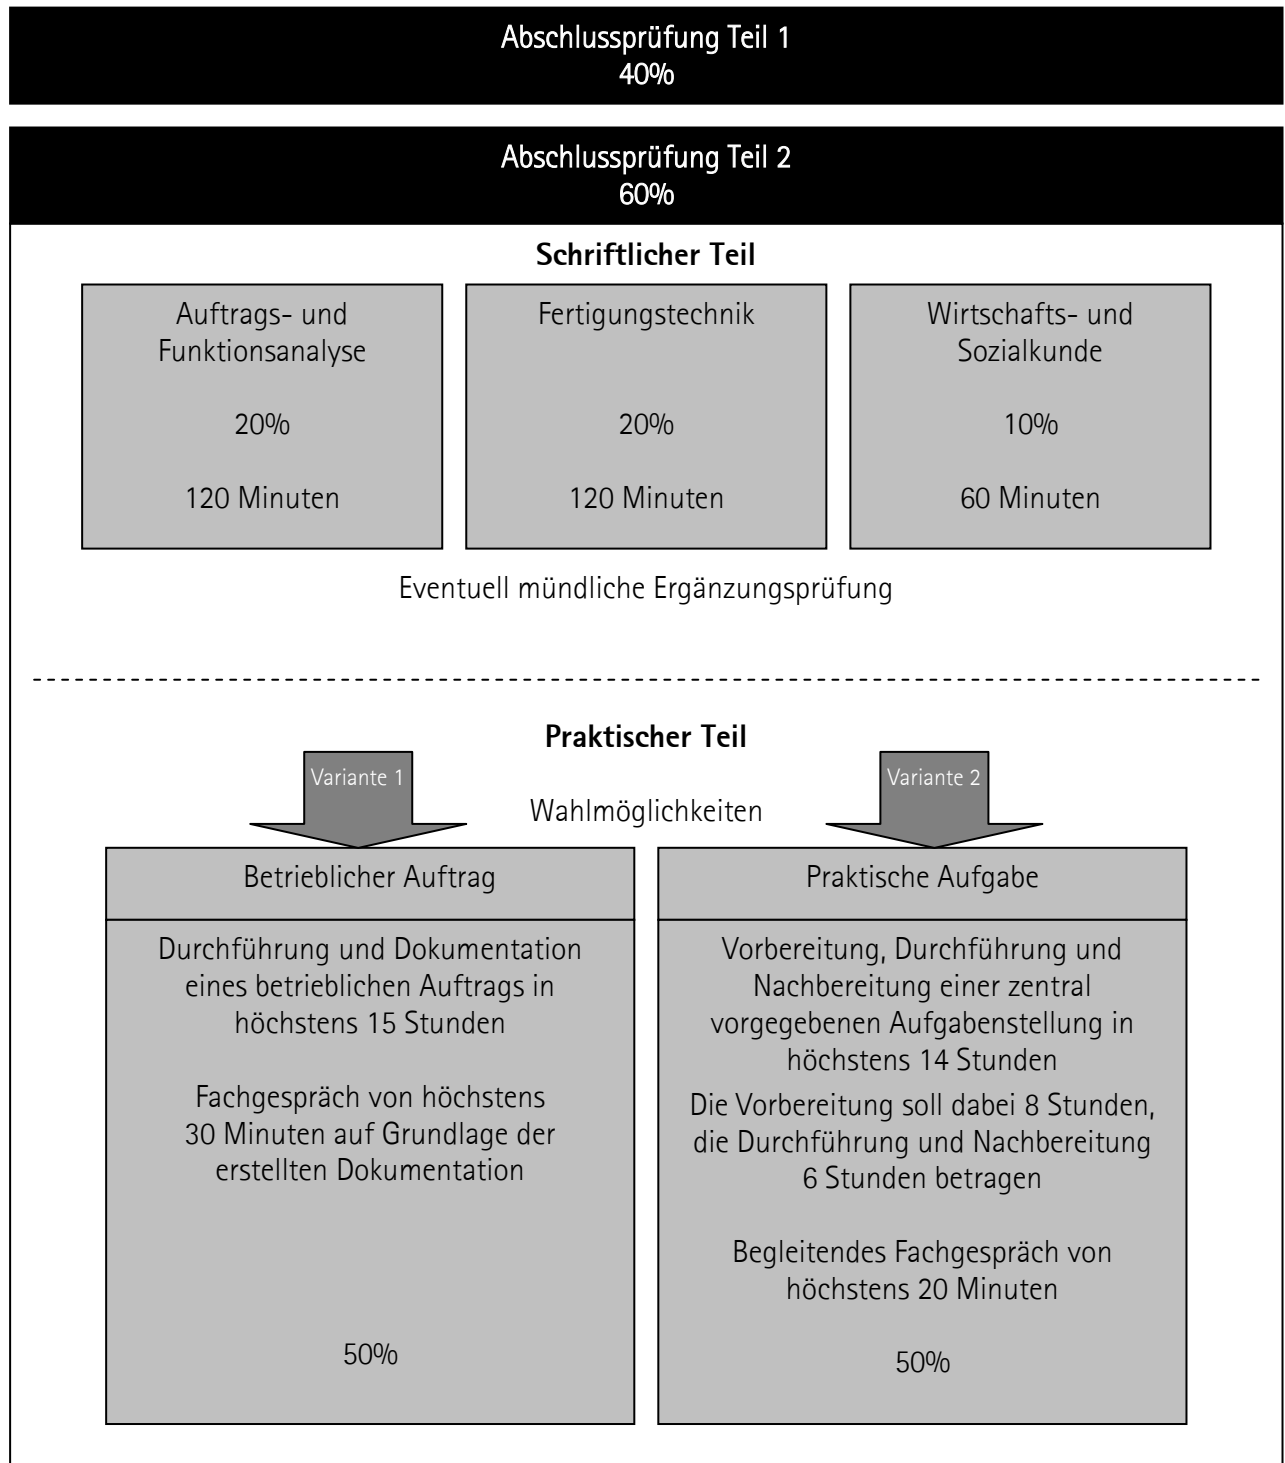 Abschlussprüfung Teil 1
40%
Abschlussprüfung Teil 2
60%
Schriftlicher Teil
Auftrags- und
Funktionsanalyse
20%
120 Minuten
Fertigungstechnik
20%
120 Minuten
Wirtschafts- und
Sozialkunde
10%
60 Minuten
Eventuell mündliche Ergänzungsprüfung
Praktischer Teil
Variante 1
Wahlmöglichkeiten
Variante 2
Betrieblicher Auftrag
Durchführung und Dokumentation
eines betrieblichen Auftrags in
höchstens 15 Stunden
Fachgespräch von höchstens
30 Minuten auf Grundlage der
erstellten Dokumentation
50%
Praktische Aufgabe
Vorbereitung, Durchführung und
Nachbereitung einer zentral
vorgegebenen Aufgabenstellung in
höchstens 14 Stunden
Die Vorbereitung soll dabei 8 Stunden,
die Durchführung und Nachbereitung
6 Stunden betragen
Begleitendes Fachgespräch von
höchstens 20 Minuten
50%